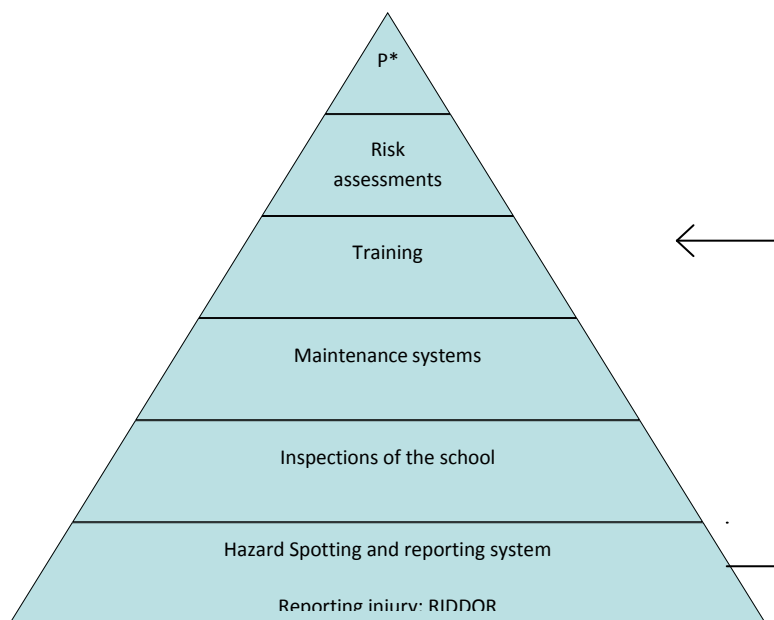 P*
Risk
assessments
Training
Maintenance systems
Inspections of the school
Hazard Spotting and reporting system
Reporting injury: RIDDOR